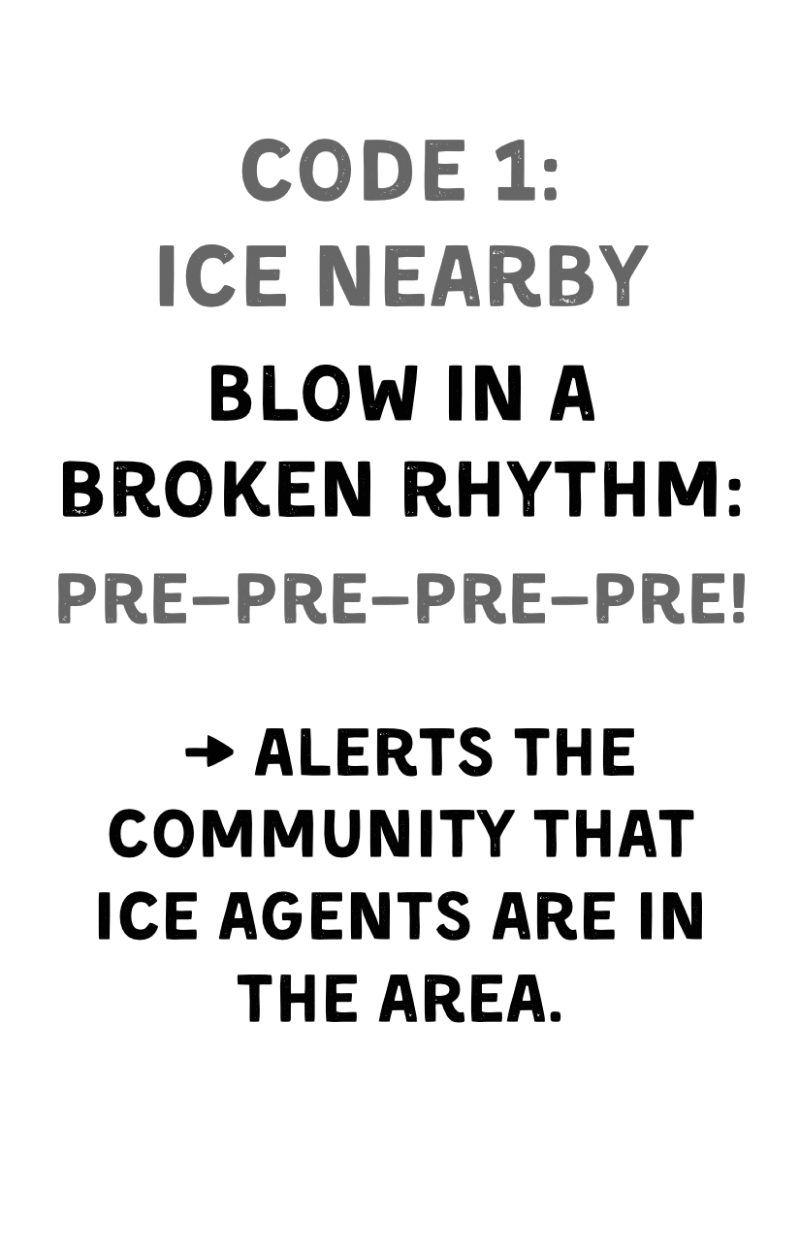 CODE 1:
ICE NEARBY
BLOW IN A
BROKEN RHYTHM:
PRE–PRE–PRE–PRE!
→ ALERTS THE
COMMUNITY THAT
ICE AGENTS ARE IN
THE AREA.